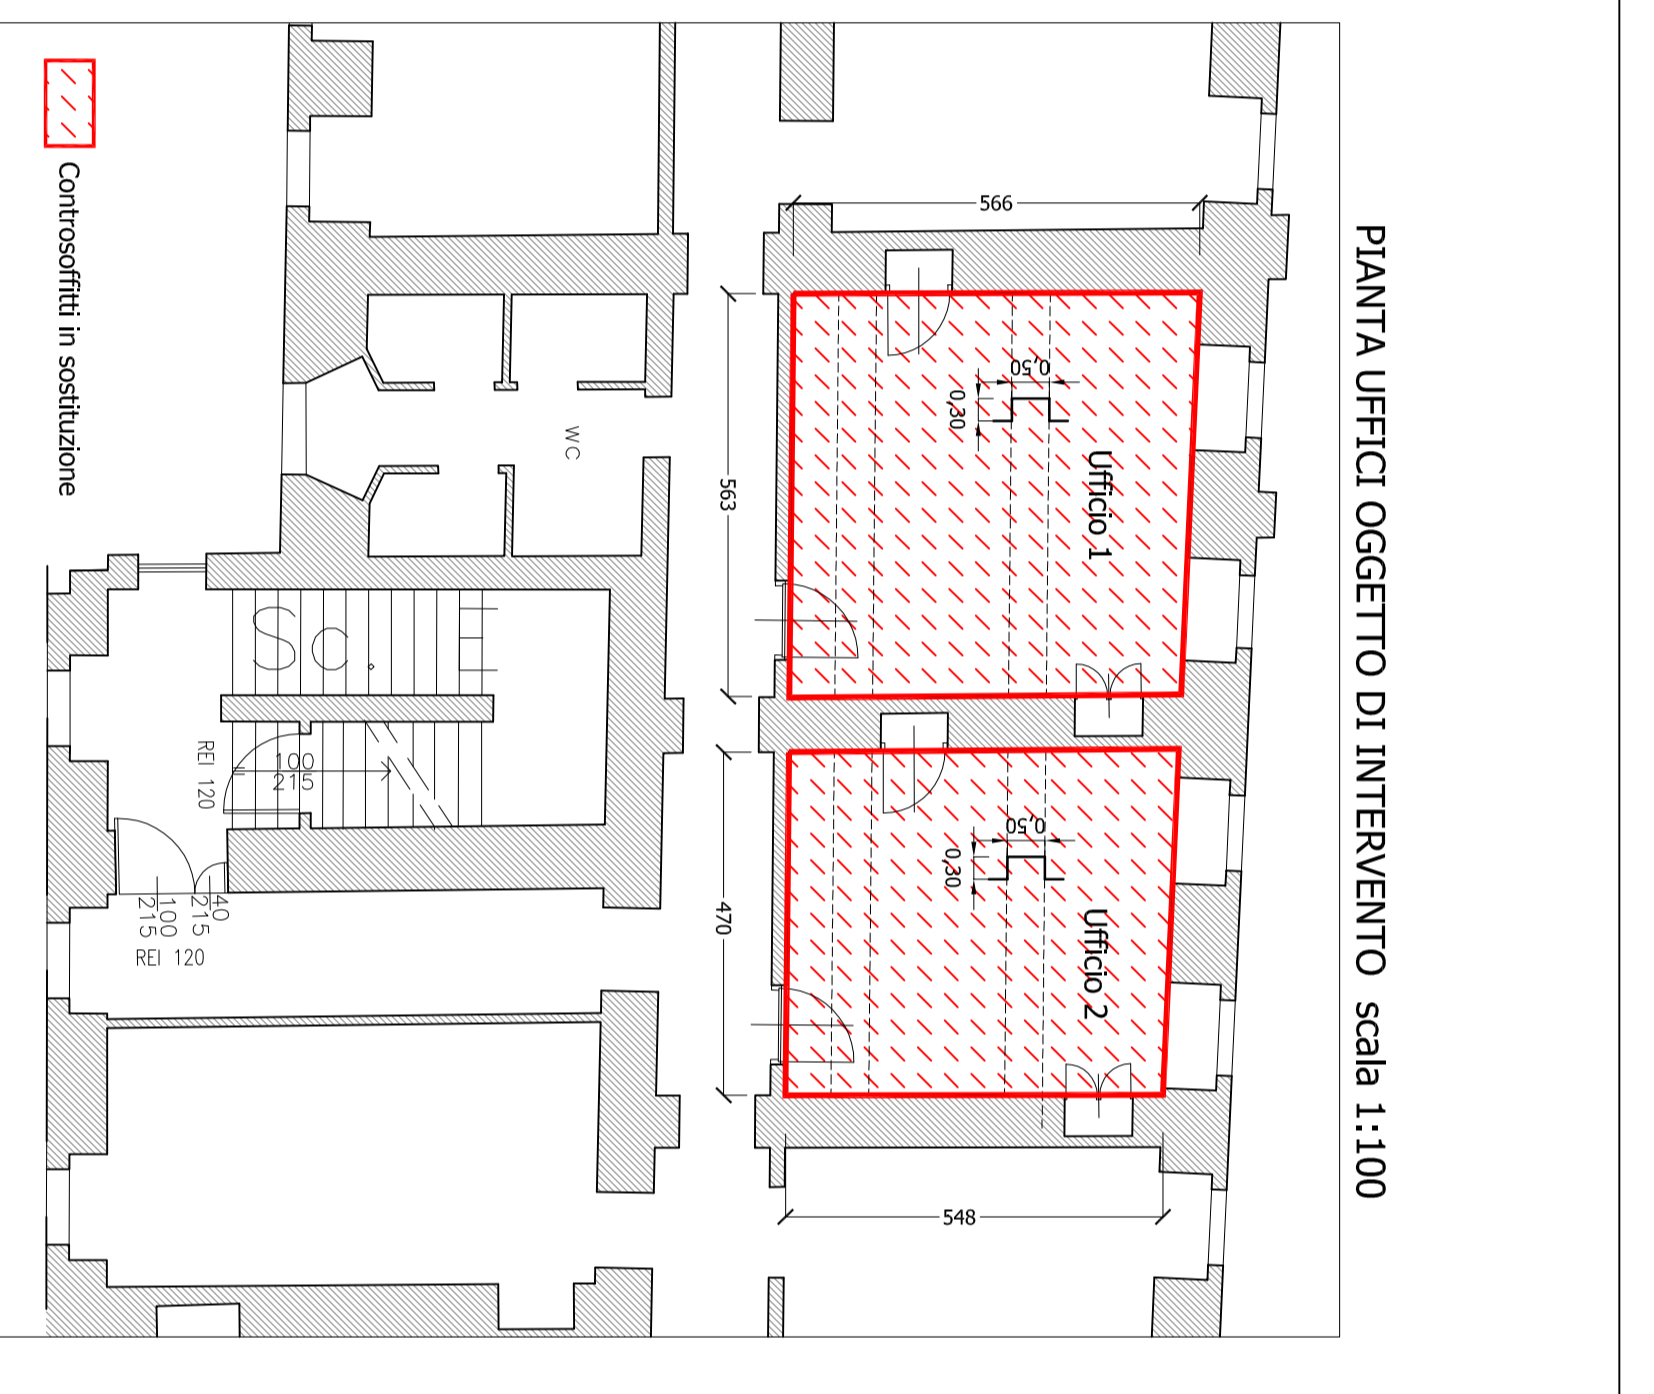 PIANTA UFFICI OGGETTO DI INTERVENTO scala 1:100
566
563
Ufficio 1
0,50
0,30
470
Ufficio 2
0,50
0,30
548
WC
Sc.
100
215
REI 120
40
215
100
215
REI 120
Controsoffitti in sostituzione